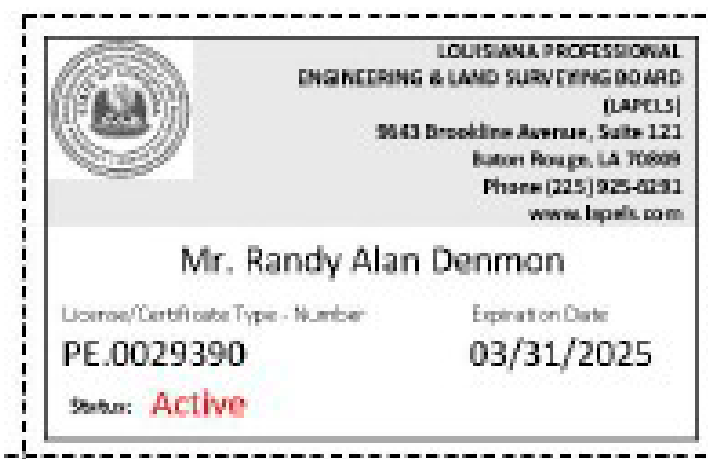 LOUISIANA PROFESSIONAL
ENGINEERING & LAND SURVEYING BOARD
(LAPELS)
9643 Brookline Avenue, Suite 121
Baton Rouge, LA 70809
Phone (225) 925-6291
www.lapels.com
Mr. Randy Alan Denmon
License/Certificate Type - Number
Expiration Date
PE.0029390
03/31/2025
Status: Active